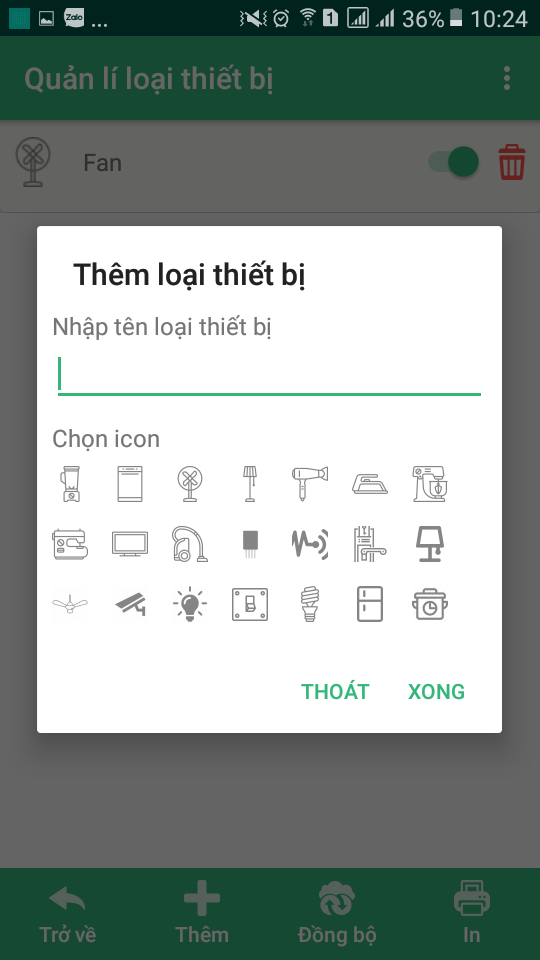 Zalo ... 1 36% 10:24
Quản lí loại thiết bị
Fan
Thêm loại thiết bị
Nhập tên loại thiết bị
Chọn icon
THOÁT XONG
Trở về Thêm Đồng bộ In